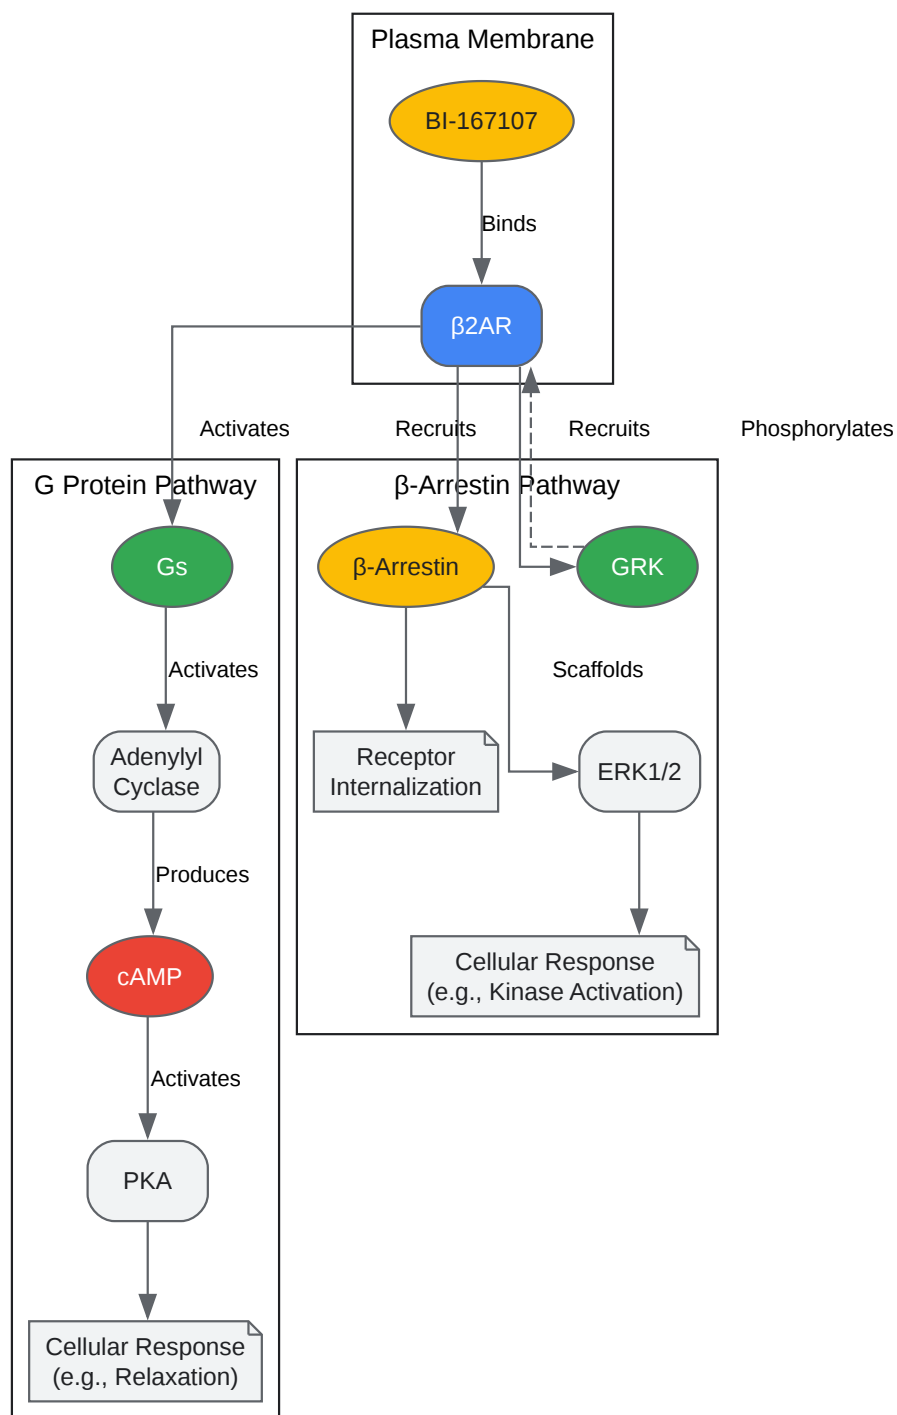 Plasma Membrane
BI-167107
Binds
β2AR
Activates
Recruits
Recruits
Phosphorylates
G Protein Pathway
β-Arrestin Pathway
Gs
β-Arrestin
GRK
Activates
Scaffolds
Adenylyl
Cyclase
Receptor
Internalization
ERK1/2
Produces
cAMP
Cellular Response
(e.g., Kinase Activation)
Activates
PKA
Cellular Response
(e.g., Relaxation)